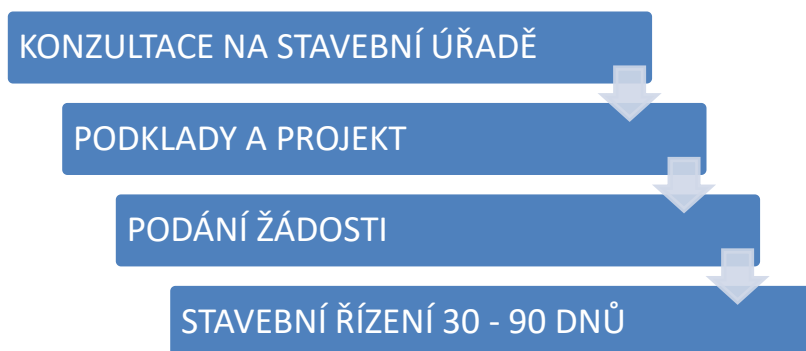 KONZULTACE NA STAVEBNÍ ÚŘADĚ
PODKLADY A PROJEKT
PODÁNÍ ŽÁDOSTI
STAVEBNÍ ŘÍZENÍ 30 - 90 DNŮ